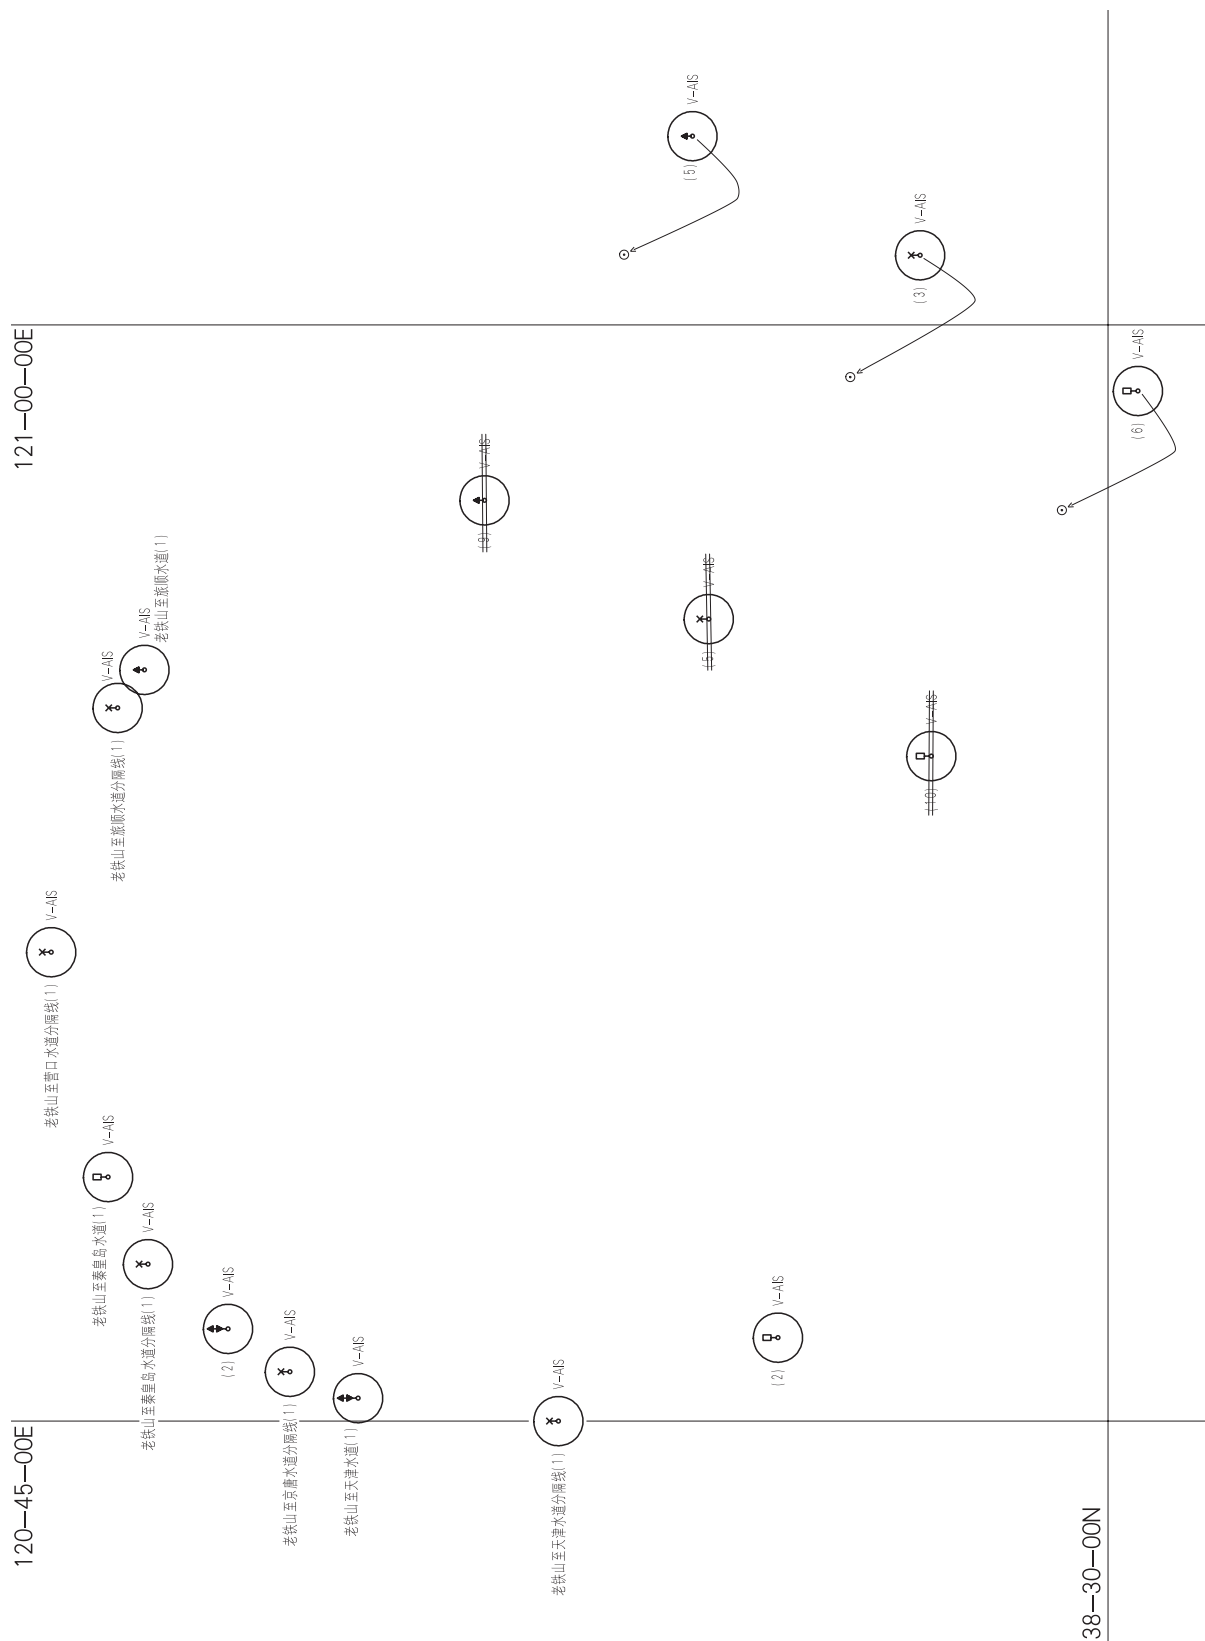 121-00-00E
120-45-00E
38-30-00N
老铁山至营口水道分隔线(1)
V-AIS
老铁山至秦皇岛水道(1)
V-AIS
老铁山至旅顺水道分隔线(1)
V-AIS
老铁山至旅顺水道(1)
V-AIS
老铁山至秦皇岛水道分隔线(1)
V-AIS
(2)
V-AIS
老铁山至京唐水道分隔线(1)
V-AIS
老铁山至天津水道(1)
V-AIS
(9)
V-AIS
老铁山至天津水道分隔线(1)
V-AIS
(5)
V-AIS
(5)
V-AIS
(2)
V-AIS
(3)
V-AIS
(10)
V-AIS
(6)
V-AIS